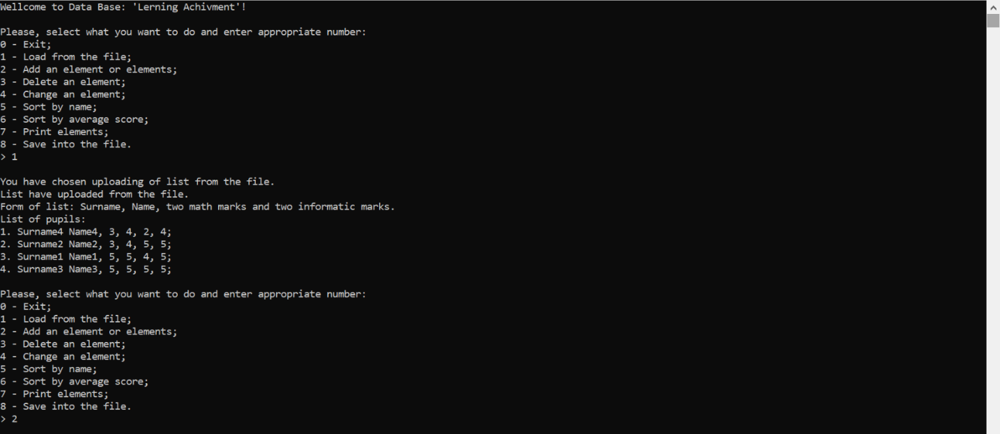 Wellcome to Data Base: 'Lerning Achivment'!
Please, select what you want to do and enter appropriate number:
0 - Exit;
1 - Load from the file;
2 - Add an element or elements;
3 - Delete an element;
4 - Change an element;
5 - Sort by name;
6 - Sort by average score;
7 - Print elements;
8 - Save into the file.
> 1
You have chosen uploading of list from the file.
List have uploaded from the file.
Form of list: Surname, Name, two math marks and two informatic marks.
List of pupils:
1. Surname4 Name4, 3, 4, 2, 4;
2. Surname2 Name2, 3, 4, 5, 5;
3. Surname1 Name1, 5, 5, 4, 5;
4. Surname3 Name3, 5, 5, 5, 5;
Please, select what you want to do and enter appropriate number:
0 - Exit;
1 - Load from the file;
2 - Add an element or elements;
3 - Delete an element;
4 - Change an element;
5 - Sort by name;
6 - Sort by average score;
7 - Print elements;
8 - Save into the file.
> 2